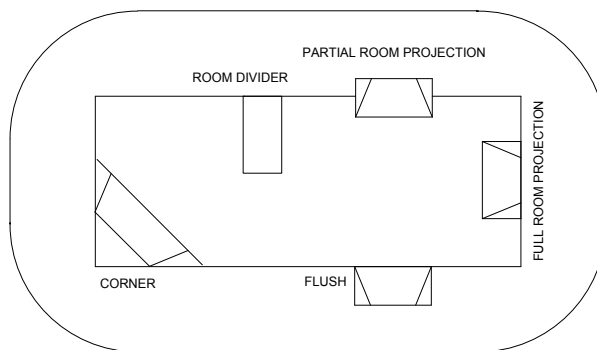 PARTIAL ROOM PROJECTION
ROOM DIVIDER
FULL ROOM PROJECTION
CORNER
FLUSH